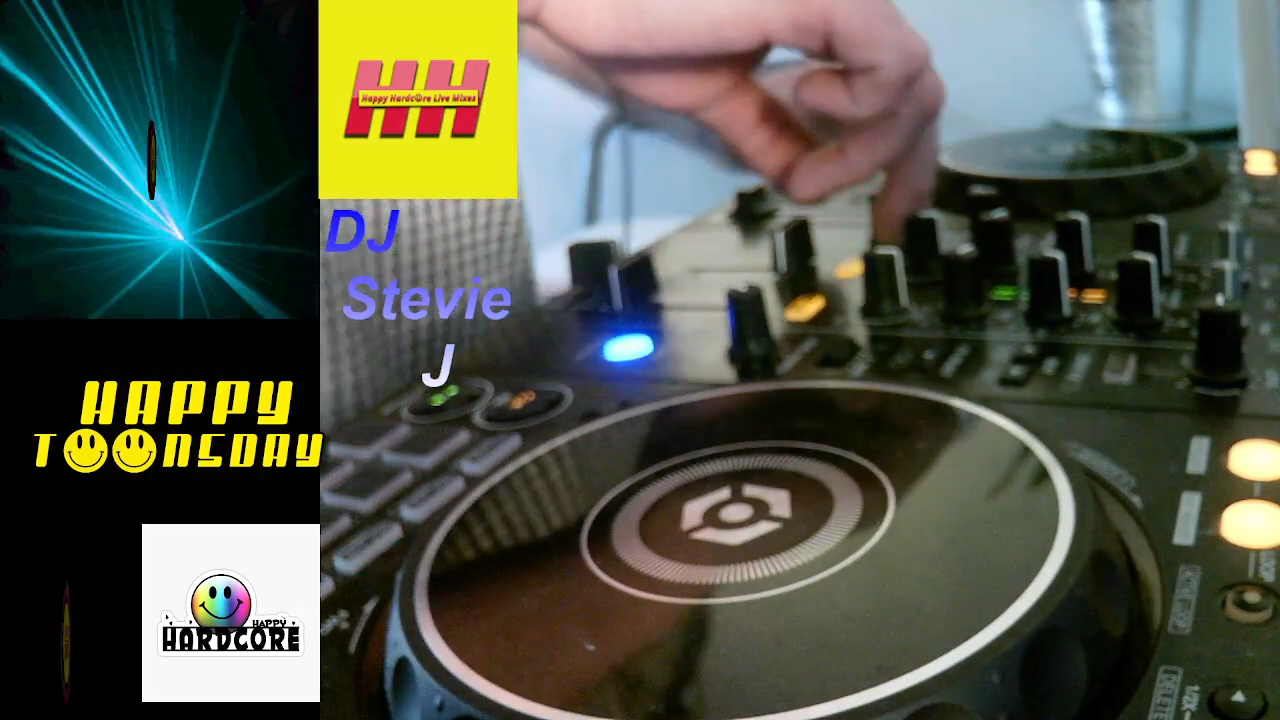 HH
Happy HardcOre Live Mixes
DJ
Stevie
J
HAPPY
TOONSDAY
HAPPY
HARDCORE